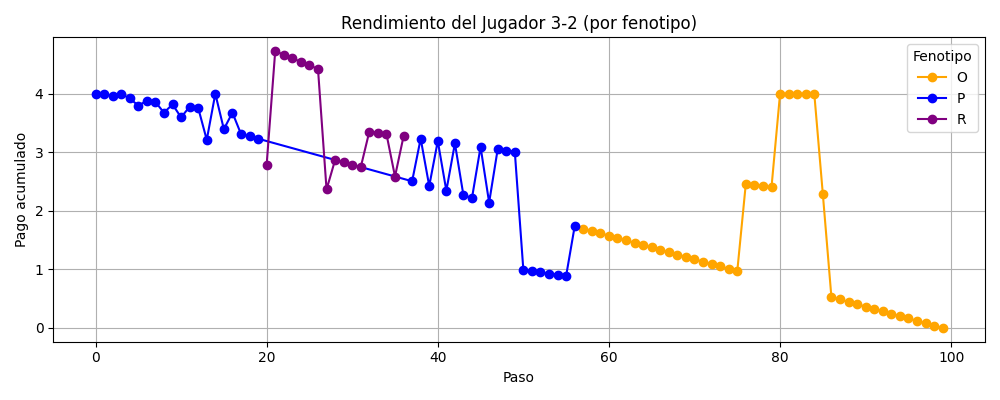 Rendimiento del Jugador 3-2 (por fenotipo)
Fenotipo
O
P
R
Pago acumulado
4
3
2
1
0
0 20 40 60 80 100
Paso